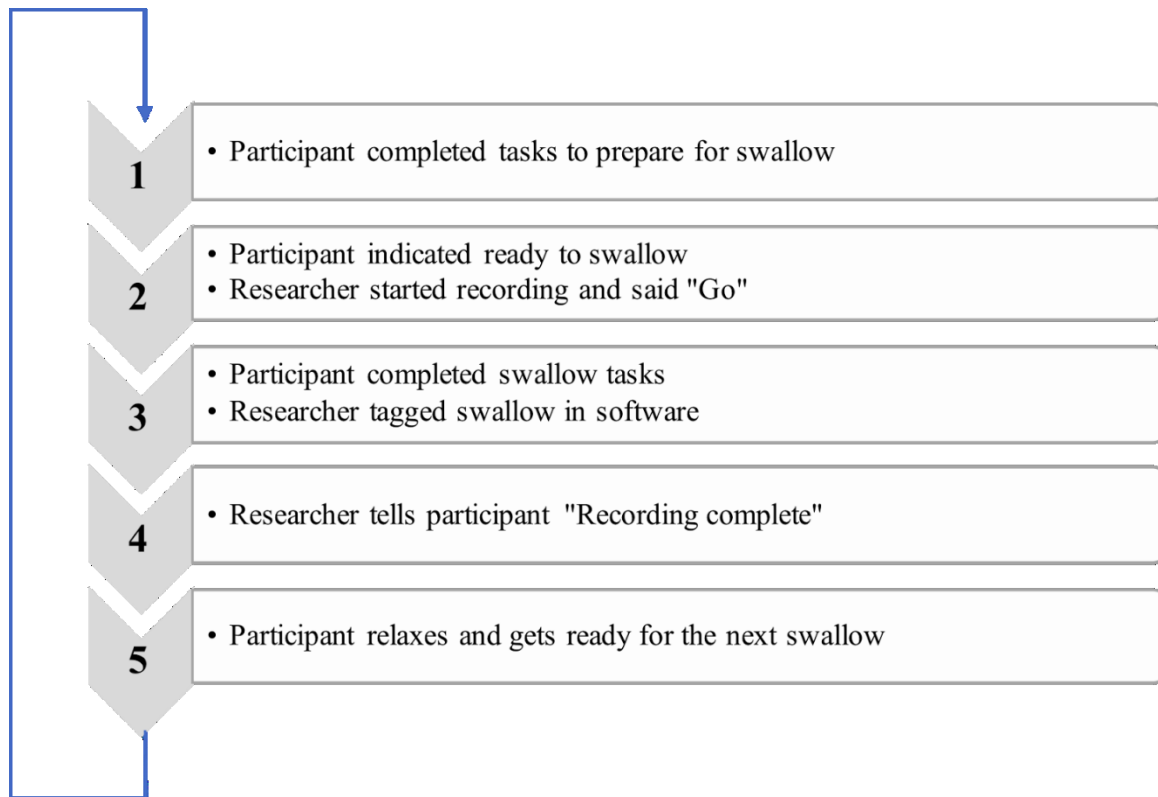 1
• Participant completed tasks to prepare for swallow
2
• Participant indicated ready to swallow
• Researcher started recording and said "Go"
3
• Participant completed swallow tasks
• Researcher tagged swallow in software
4
• Researcher tells participant "Recording complete"
5
• Participant relaxes and gets ready for the next swallow